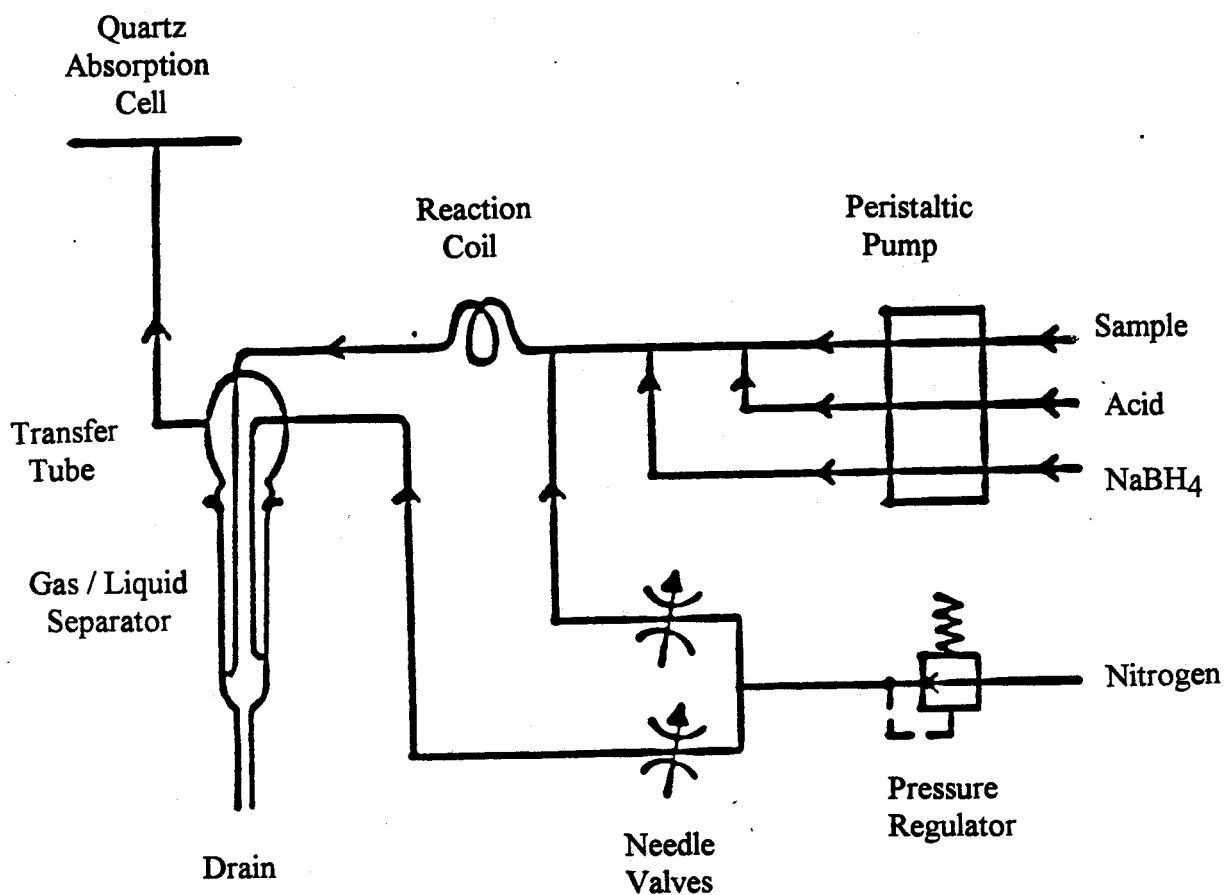 Quartz
Absorption
Cell
Reaction
Coil
Peristaltic
Pump
Sample
Acid
NaBH4
Transfer
Tube
Gas / Liquid
Separator
Nitrogen
Pressure
Regulator
Needle
Valves
Drain